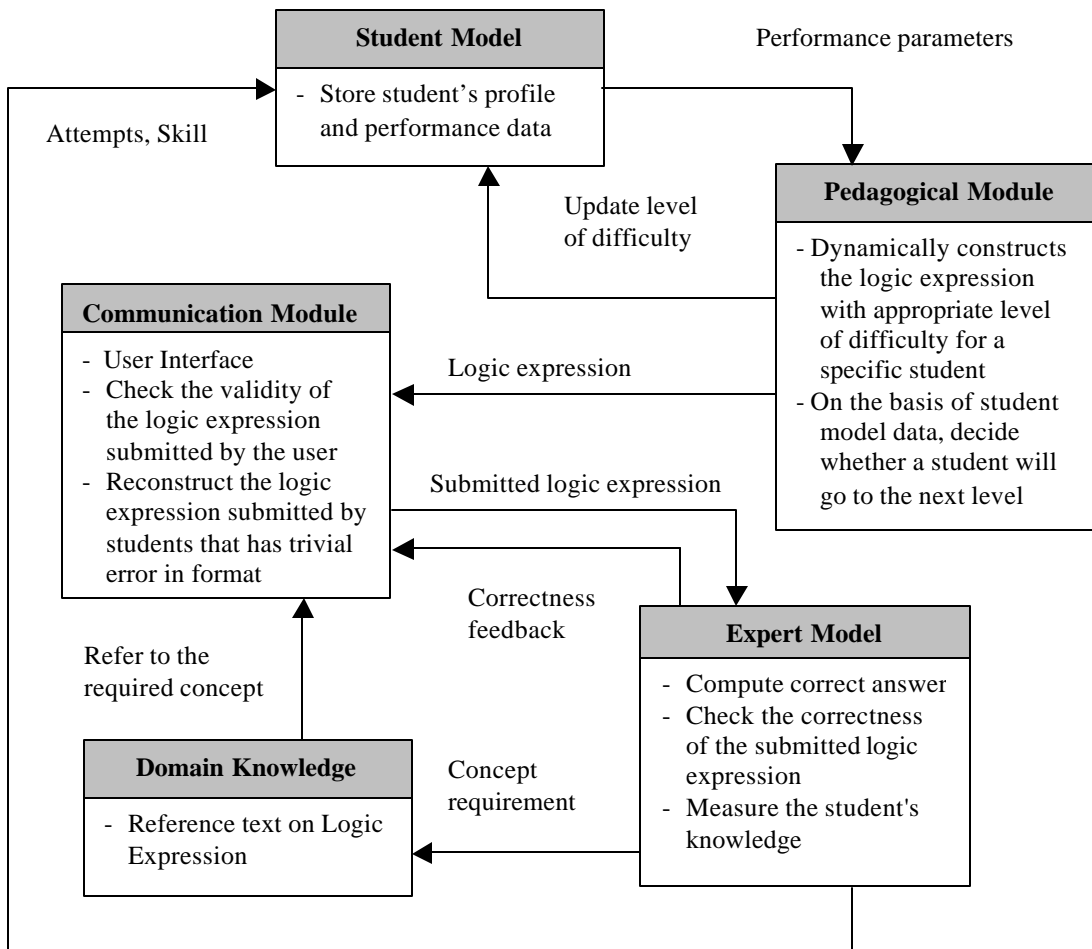 Student Model
- Store student’s profile
and performance data
Performance parameters
Attempts, Skill
Update level
of difficulty
Pedagogical Module
- Dynamically constructs
the logic expression
with appropriate level
of difficulty for a
specific student
- On the basis of student
model data, decide
whether a student will
go to the next level
Communication Module
- User Interface
- Check the validity of
the logic expression
submitted by the user
- Reconstruct the logic
expression submitted by
students that has trivial
error in format
Logic expression
Submitted logic expression
Correctness
feedback
Expert Model
- Compute correct answer
- Check the correctness
of the submitted logic
expression
- Measure the student's
knowledge
Refer to the
required concept
Domain Knowledge
- Reference text on Logic
Expression
Concept
requirement